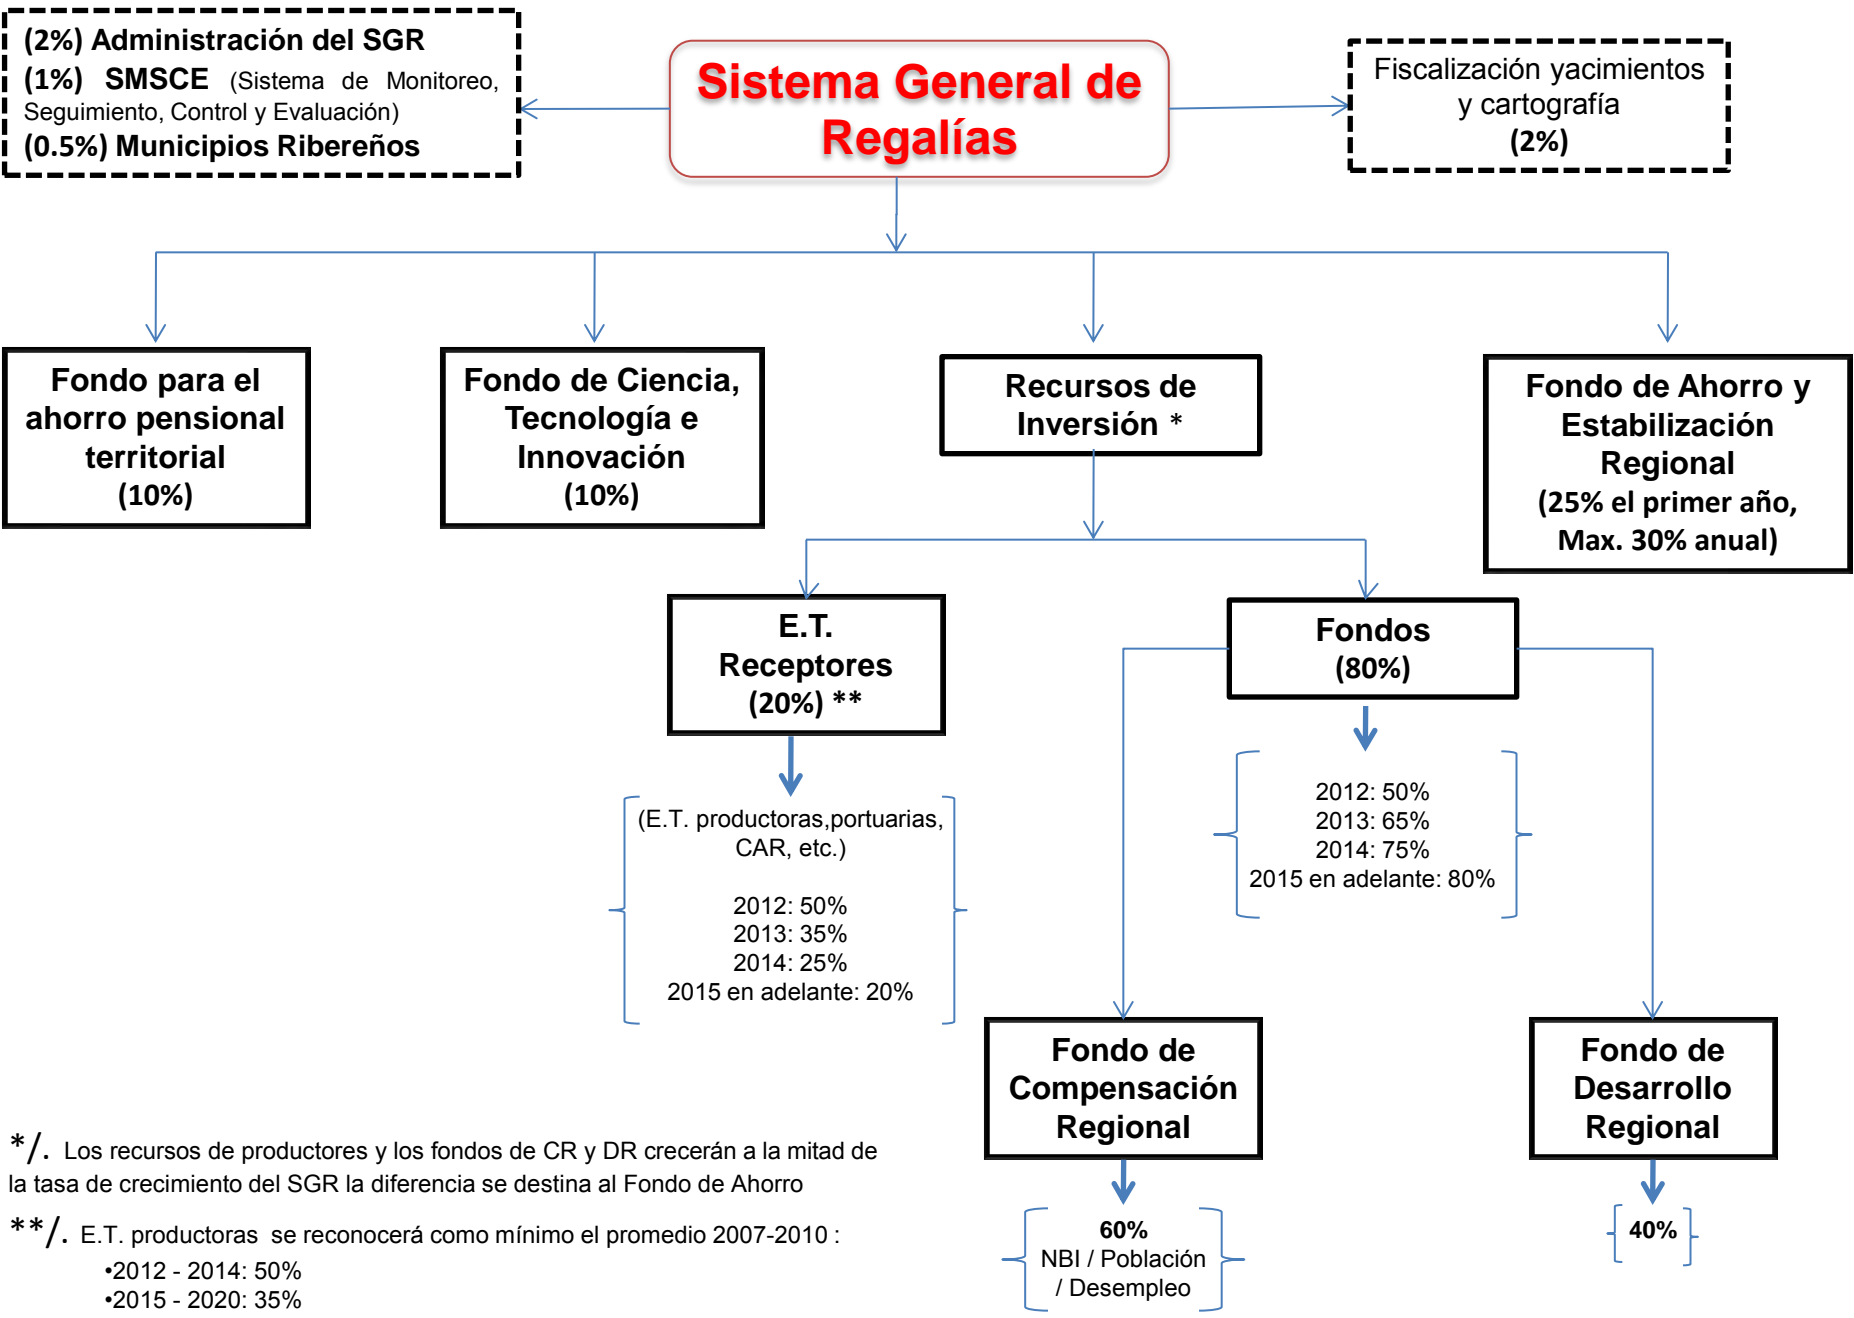 (2%) Administración del SGR
(1%) SMSCE (Sistema de Monitoreo,
Seguimiento, Control y Evaluación)
(0.5%) Municipios Ribereños
Sistema General de
Regalías
Fiscalización yacimientos
y cartografía
(2%)
Fondo para el
ahorro pensional
territorial
(10%)
Fondo de Ciencia,
Tecnología e
Innovación
(10%)
Recursos de
Inversión *
Fondo de Ahorro y
Estabilización
Regional
(25% el primer año,
Max. 30% anual)
E.T.
Receptores
(20%) **
Fondos
(80%)
(E.T. productoras,portuarias,
CAR, etc.)
2012: 50%
2013: 35%
2014: 25%
2015 en adelante: 20%
2012: 50%
2013: 65%
2014: 75%
2015 en adelante: 80%
Fondo de
Compensación
Regional
Fondo de
Desarrollo
Regional
60%
NBI / Población
/ Desempleo
40%
*/. Los recursos de productores y los fondos de CR y DR crecerán a la mitad de
la tasa de crecimiento del SGR la diferencia se destina al Fondo de Ahorro
**/. E.T. productoras se reconocerá como mínimo el promedio 2007-2010 :
•2012 - 2014: 50%
•2015 - 2020: 35%